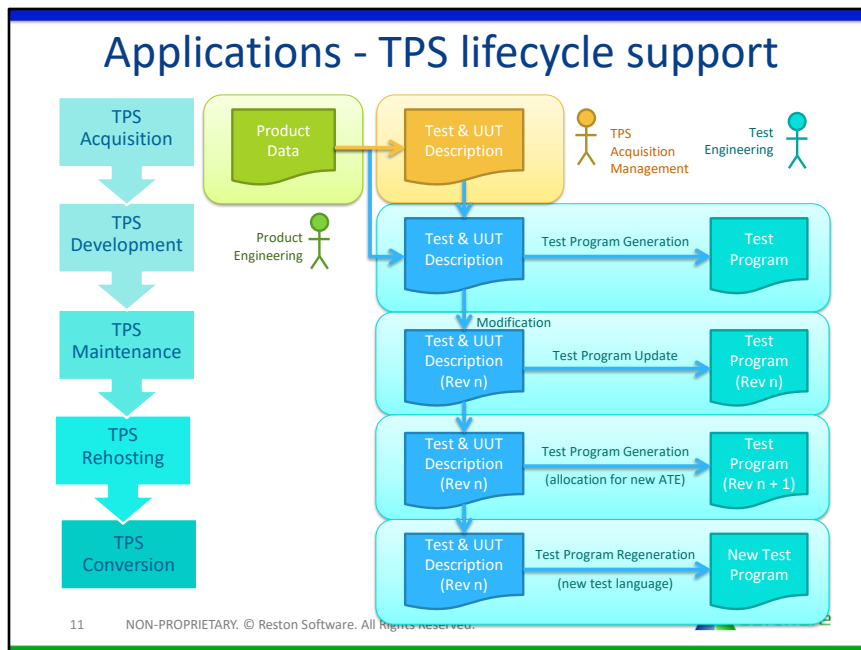 Applications - TPS lifecycle support
TPS
Acquisition
Product
Data
Test & UUT
Description
TPS
Acquisition
Management
Test
Engineering
TPS
Development
Product
Engineering
Test & UUT
Description
Test Program Generation
Test
Program
Modification
TPS
Maintenance
Test & UUT
Description
(Rev n)
Test Program Update
Test
Program
(Rev n)
TPS
Rehosting
Test & UUT
Description
(Rev n)
Test Program Generation
(allocation for new ATE)
Test
Program
(Rev n + 1)
TPS
Conversion
Test & UUT
Description
(Rev n)
Test Program Regeneration
(new test language)
New Test
Program
11 NON-PROPRIETARY. © Reston Software. All Rights Reserved.